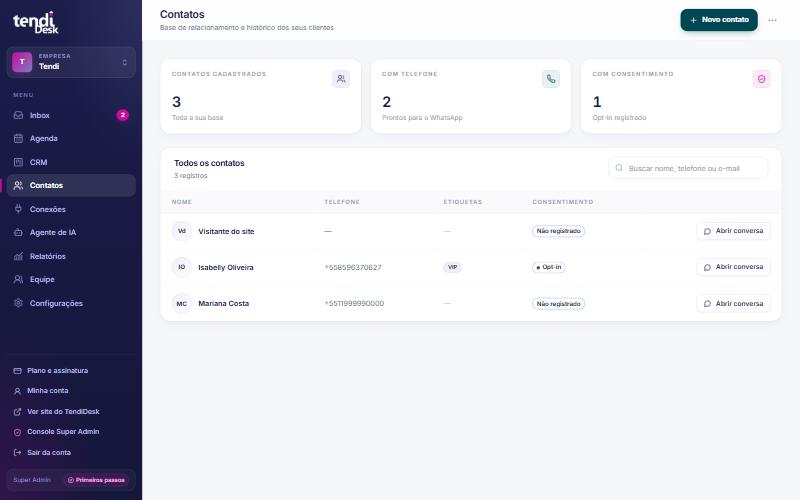 tendi
Desk
T
EMPRESA
Tendi
MENU
Inbox
2
Agenda
CRM
Contatos
Conexões
Agente de IA
Relatórios
Equipe
Configurações
Plano e assinatura
Minha conta
Ver site do TendiDesk
Console Super Admin
Sair da conta
Super Admin
Primeiros passos
Contatos
Base de relacionamento e histórico dos seus clientes
+ Novo contato
CONTATOS CADASTRADOS
3
Toda a sua base
COM TELEFONE
2
Prontos para o WhatsApp
COM CONSENTIMENTO
1
Opt-in registrado
Todos os contatos
3 registros
Buscar nome, telefone ou e-mail
NOME TELEFONE ETIQUETAS CONSENTIMENTO
Vd Visitante do site — — Não registrado Abrir conversa
IO Isabelly Oliveira +558596370627 VIP Opt-in Abrir conversa
MC Mariana Costa +5511999990000 — Não registrado Abrir conversa